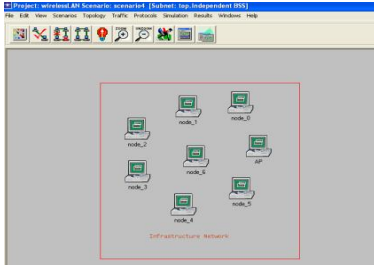 Project: wirelessLAN Scenario: scenario4 [Subnet: top.Independent BSS]
File Edit View Scenarios Topology Traffic Protocols Simulation Results Windows Help
node_1
node_0
node_2
AP
node_6
node_3
node_5
node_4
Infrastructure Network